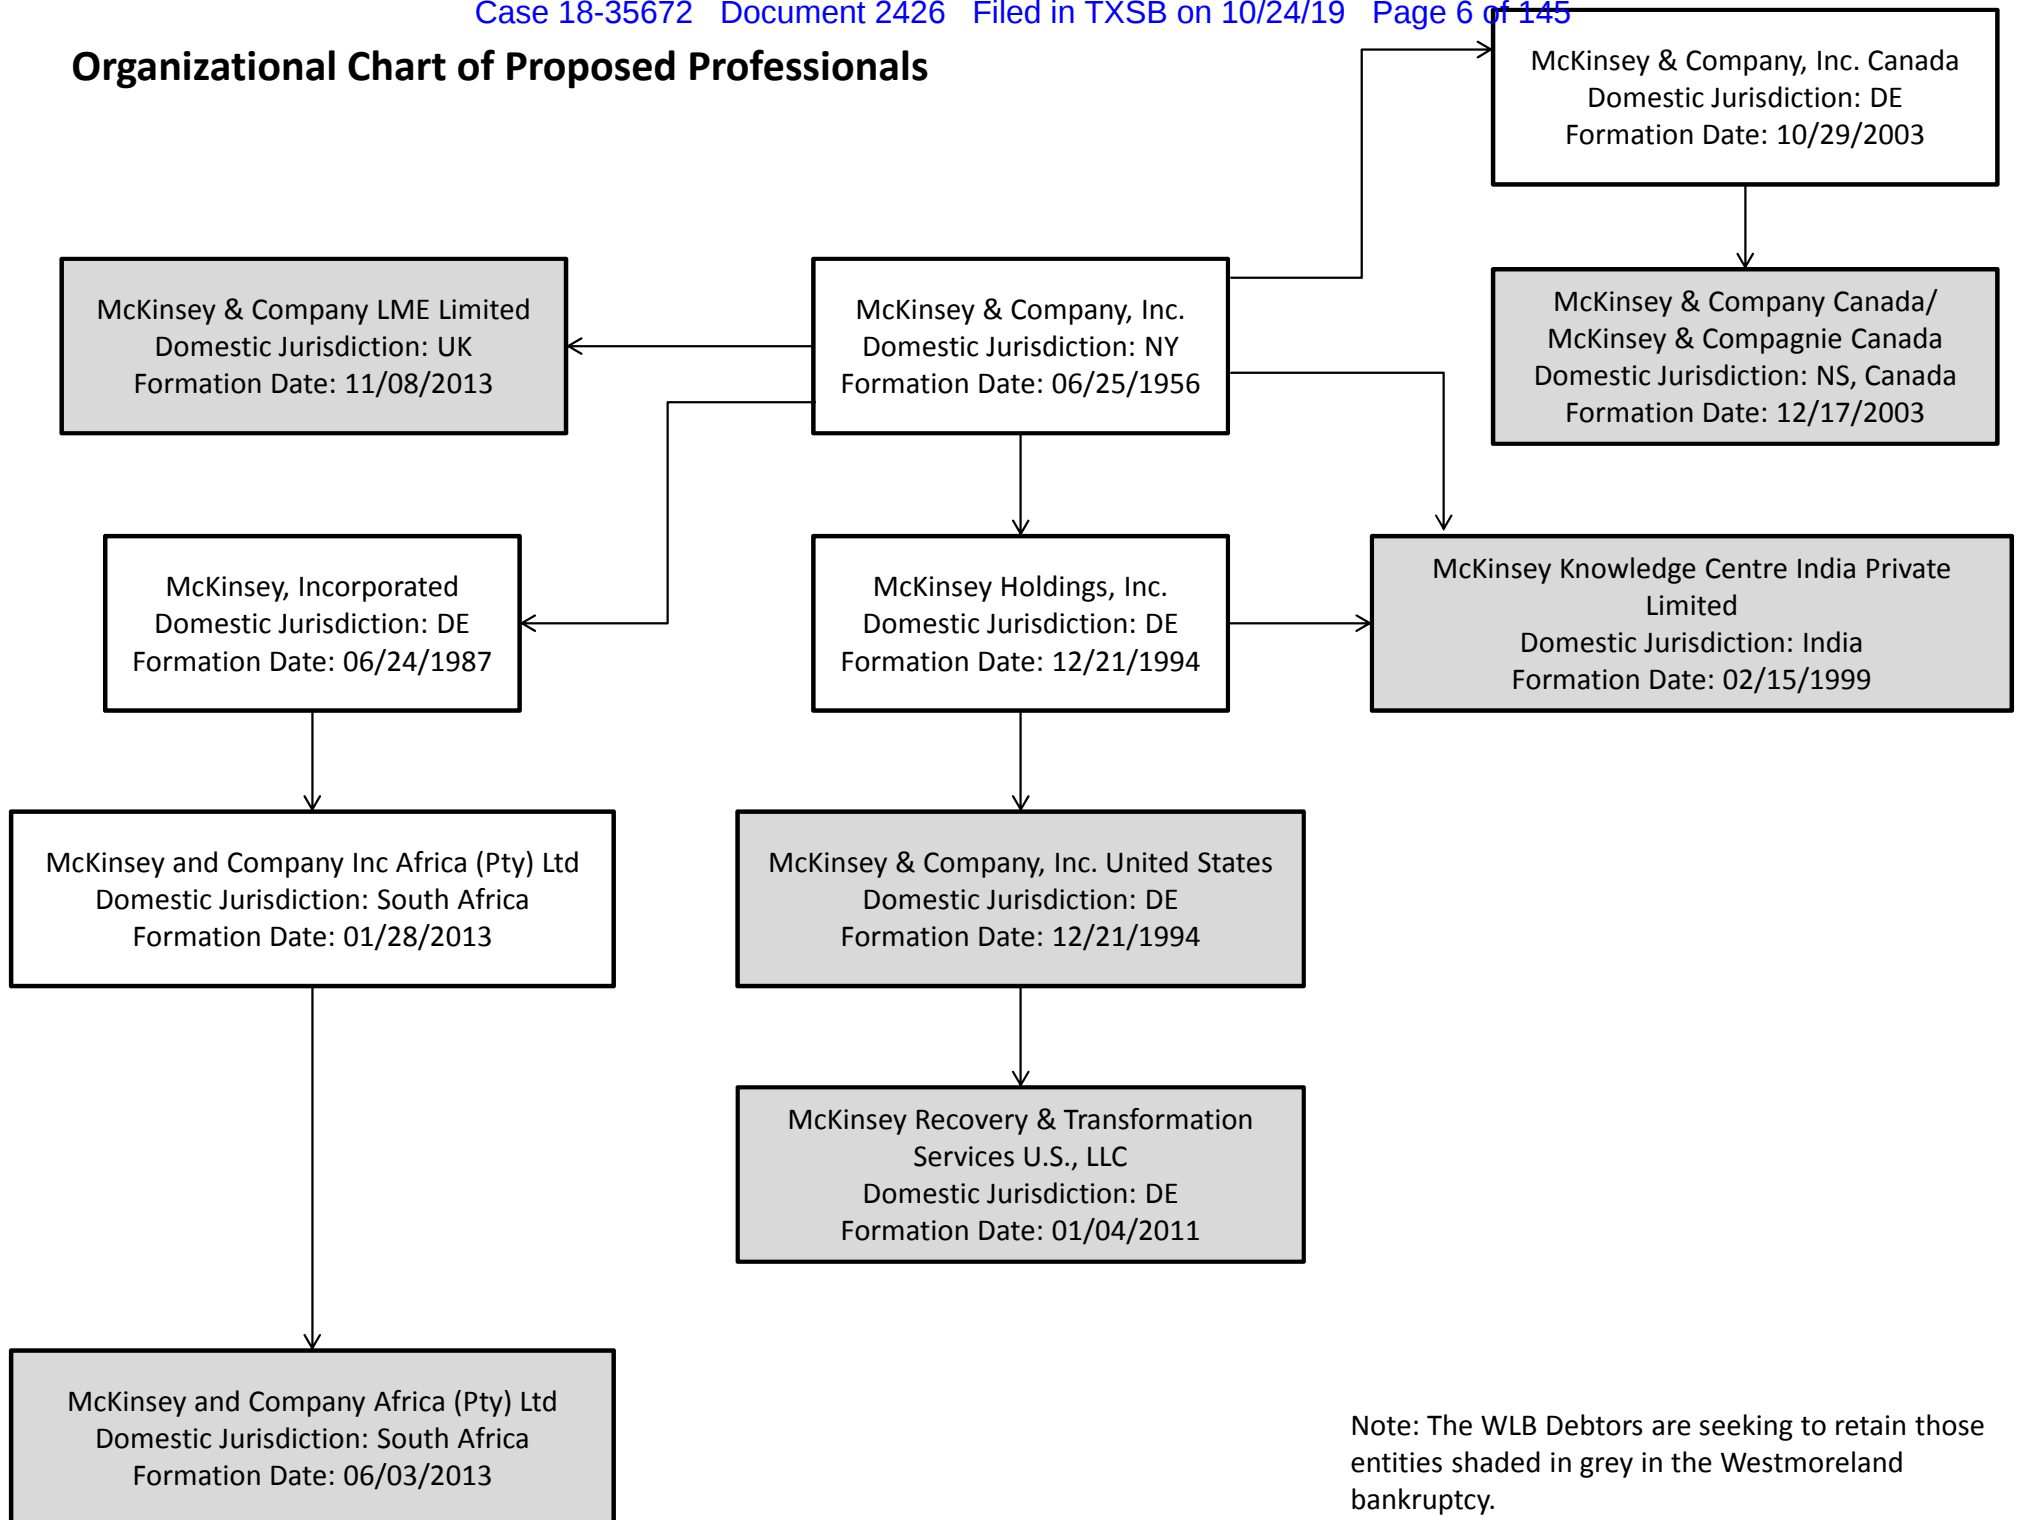 Case 18-35672 Document 2426 Filed in TXSB on 10/24/19 Page 6 of 145
Organizational Chart of Proposed Professionals
McKinsey & Company, Inc. Canada
Domestic Jurisdiction: DE
Formation Date: 10/29/2003
McKinsey & Company LME Limited
Domestic Jurisdiction: UK
Formation Date: 11/08/2013
McKinsey & Company, Inc.
Domestic Jurisdiction: NY
Formation Date: 06/25/1956
McKinsey & Company Canada/
McKinsey & Compagnie Canada
Domestic Jurisdiction: NS, Canada
Formation Date: 12/17/2003
McKinsey, Incorporated
Domestic Jurisdiction: DE
Formation Date: 06/24/1987
McKinsey Holdings, Inc.
Domestic Jurisdiction: DE
Formation Date: 12/21/1994
McKinsey Knowledge Centre India Private
Limited
Domestic Jurisdiction: India
Formation Date: 02/15/1999
McKinsey and Company Inc Africa (Pty) Ltd
Domestic Jurisdiction: South Africa
Formation Date: 01/28/2013
McKinsey & Company, Inc. United States
Domestic Jurisdiction: DE
Formation Date: 12/21/1994
McKinsey Recovery & Transformation
Services U.S., LLC
Domestic Jurisdiction: DE
Formation Date: 01/04/2011
McKinsey and Company Africa (Pty) Ltd
Domestic Jurisdiction: South Africa
Formation Date: 06/03/2013
Note: The WLB Debtors are seeking to retain those
entities shaded in grey in the Westmoreland
bankruptcy.